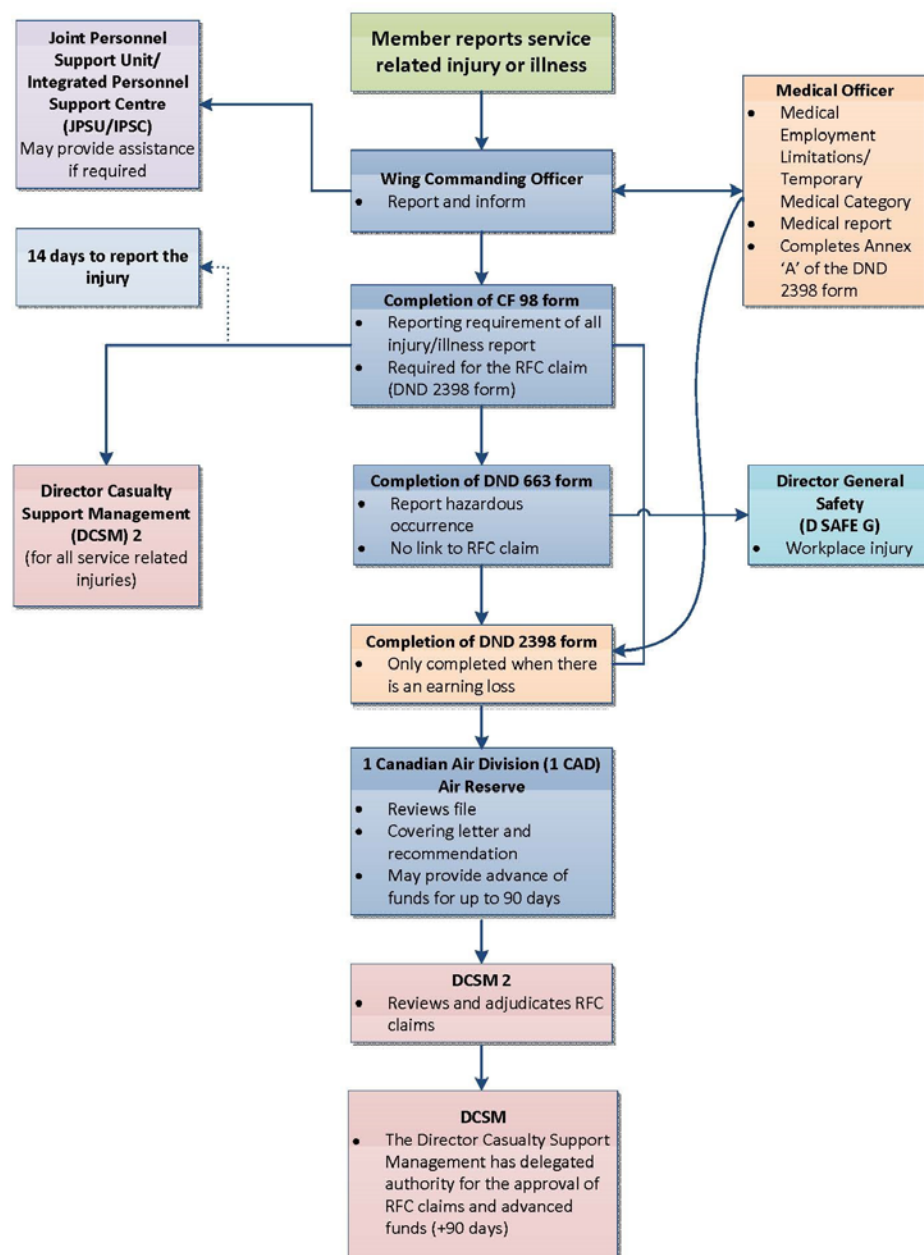 Member reports service
related injury or illness
Joint Personnel
Support Unit/
Integrated Personnel
Support Centre
(JPSU/IPSC)
May provide assistance
if required
Medical Officer
• Medical
Employment
Limitations/
Temporary
Medical Category
• Medical report
• Completes Annex
‘A’ of the DND
2398 form
Wing Commanding Officer
• Report and inform
14 days to report the
injury
Completion of CF 98 form
• Reporting requirement of all
injury/illness report
• Required for the RFC claim
(DND 2398 form)
Director Casualty
Support Management
(DCSM) 2
(for all service related
injuries)
Completion of DND 663 form
• Report hazardous
occurrence
• No link to RFC claim
Director General
Safety
(D SAFE G)
• Workplace injury
Completion of DND 2398 form
• Only completed when there
is an earning loss
1 Canadian Air Division (1 CAD)
Air Reserve
• Reviews file
• Covering letter and
recommendation
• May provide advance of
funds for up to 90 days
DCSM 2
• Reviews and adjudicates RFC
claims
DCSM
• The Director Casualty Support
Management has delegated
authority for the approval of
RFC claims and advanced
funds (+90 days)